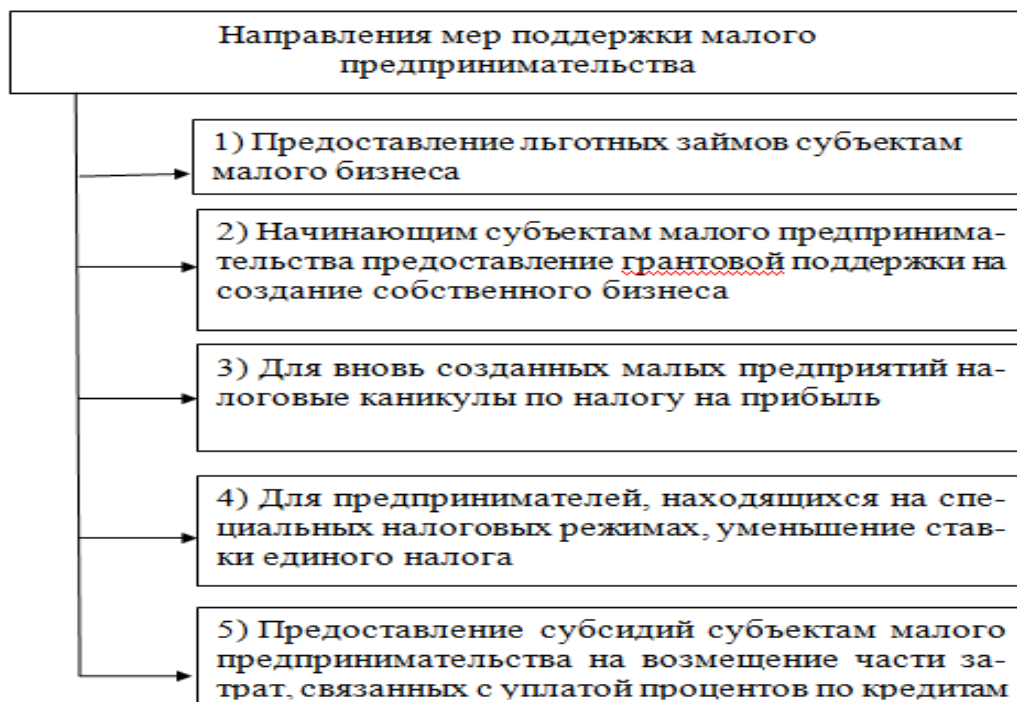 Направления мер поддержки малого
предпринимательства
1) Предоставление льготных займов субъектам
малого бизнеса
2) Начинающим субъектам малого предпринима-
тельства предоставление грантовой поддержки на
создание собственного бизнеса
3) Для вновь созданных малых предприятий на-
логовые каникулы по налогу на прибыль
4) Для предпринимателей, находящихся на спе-
циальных налоговых режимах, уменьшение став-
ки единого налога
5) Предоставление субсидий субъектам малого
предпринимательства на возмещение части за-
трат, связанных с уплатой процентов по кредитам